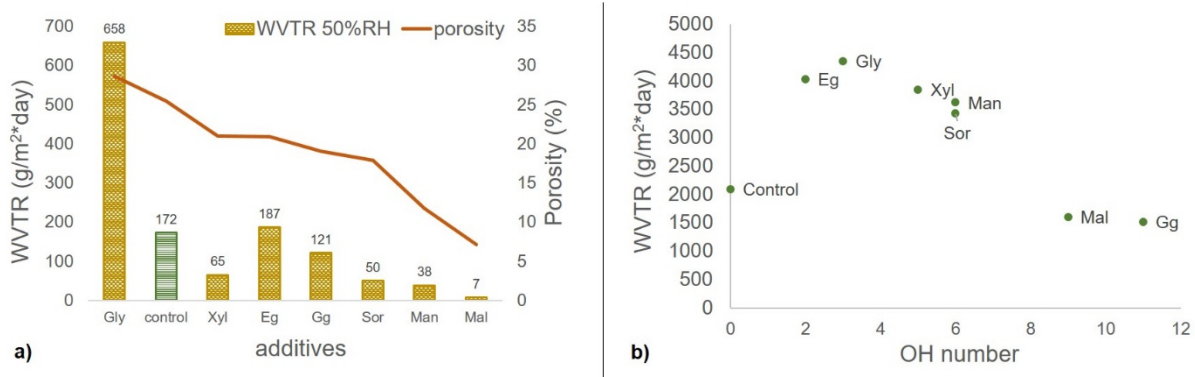 WVTR 50%RH porosity
WVTR (g/m²*day)
700
600
500
400
300
200
100
0
658
172
65
187
121
50
38
7
35
30
25
20
15
10
5
0
Porosity (%)
Gly control Xyl Eg Gg Sor Man Mal
additives
a)
WVTR (g/m²*day)
5000
4500
4000
3500
3000
2500
2000
1500
1000
500
0
Gly
Eg
Xyl
Man
Sor
Control
Mal
Gg
0 2 4 6 8 10 12
OH number
b)